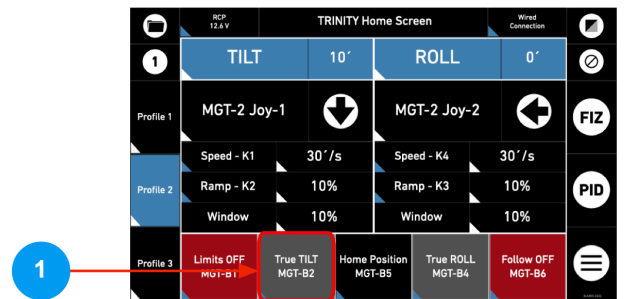 RCP
12.6 V
TRINITY Home Screen
Wired
Connection
1
TILT 10´ ROLL 0´
Profile 1
MGT-2 Joy-1
MGT-2 Joy-2
FIZ
Speed - K1 30´/s Speed - K4 30´/s
Profile 2
Ramp - K2 10% Ramp - K3 10%
PID
Window 10% Window 10%
Profile 3
Limits OFF
MGT-B1
True TILT
MGT-B2
Home Position
MGT-B5
True ROLL
MGT-B4
Follow OFF
MGT-B6
1